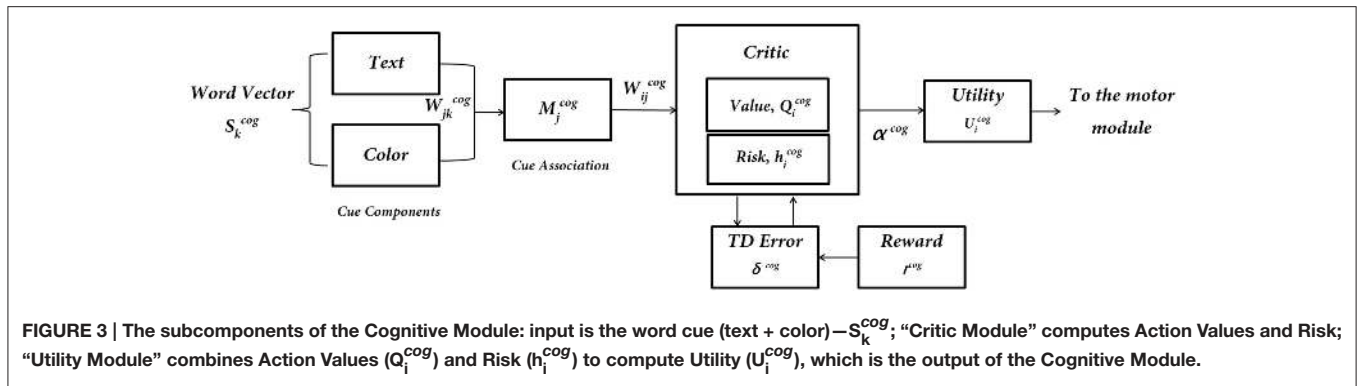 Text
Word Vector
S_k^cog
Color
Cue Components
W_jk^cog
M_j^cog
Cue Association
W_ij^cog
Critic
Value, Q_i^cog
Risk, h_i^cog
α^cog
Utility
U_i^cog
To the motor
module
TD Error
δ^cog
Reward
r^cog
FIGURE 3 | The subcomponents of the Cognitive Module: input is the word cue (text + color)—S_k^cog; “Critic Module” computes Action Values and Risk;
“Utility Module” combines Action Values (Q_i^cog) and Risk (h_i^cog) to compute Utility (U_i^cog), which is the output of the Cognitive Module.